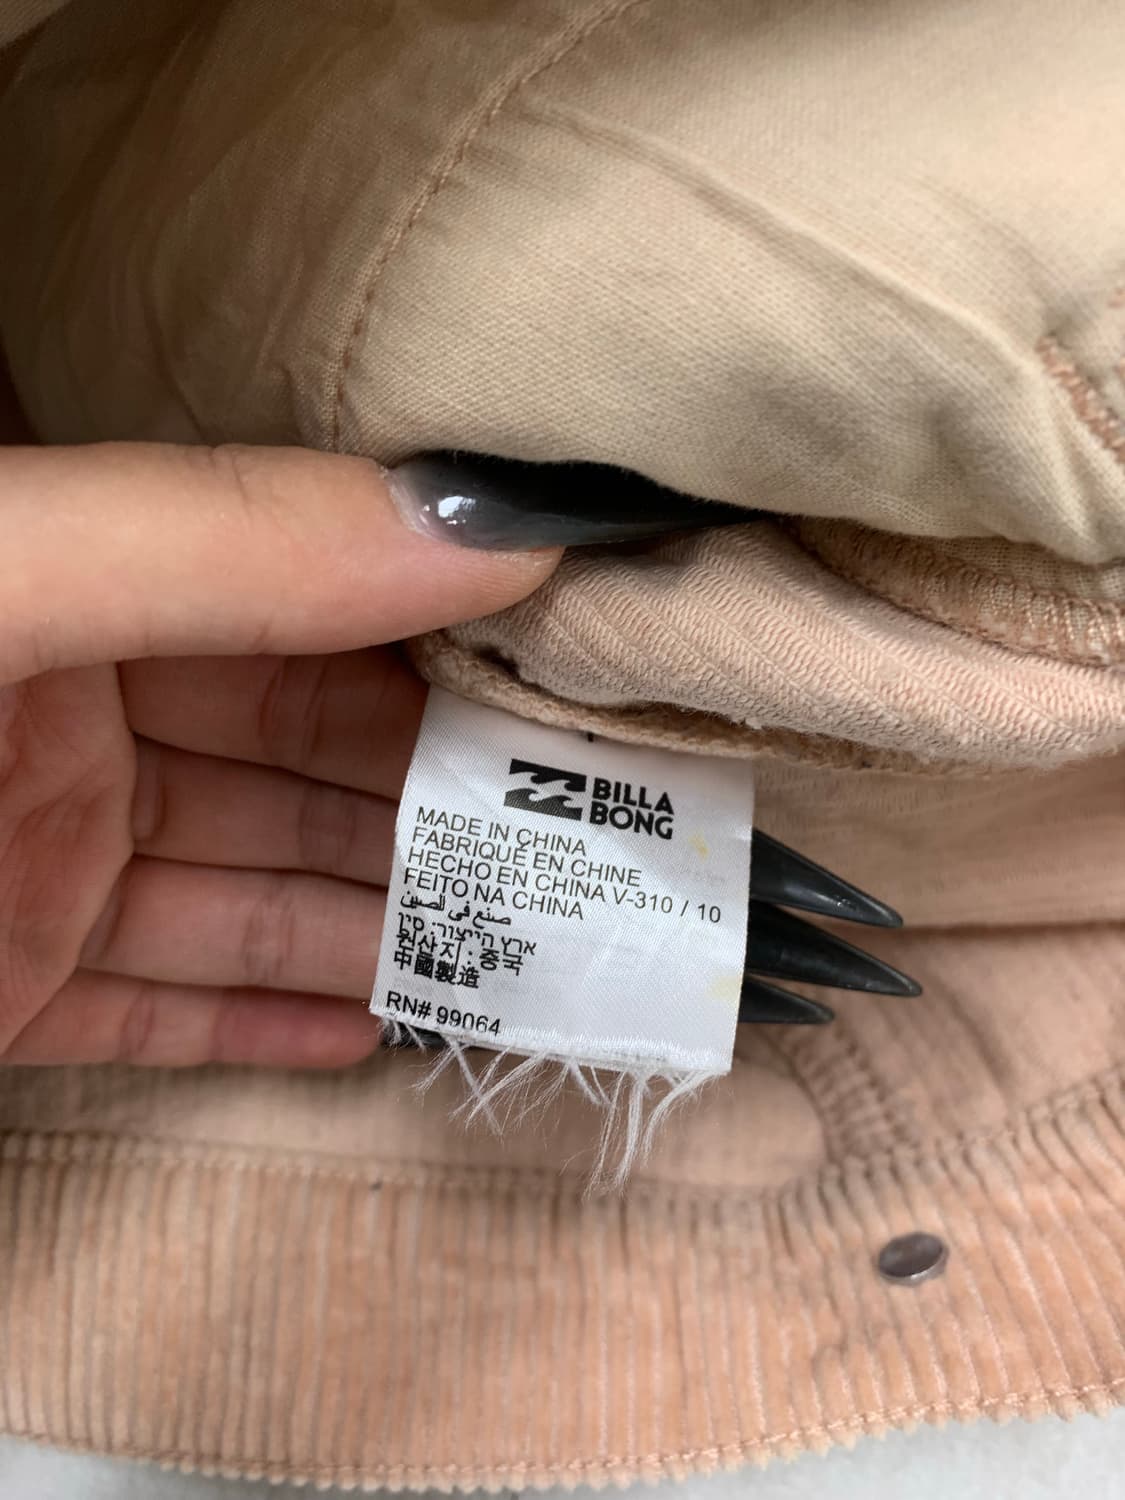 BILLA
BONG
MADE IN CHINA
FABRIQUÉ EN CHINE
HECHO EN CHINA V-310 / 10
FEITO NA CHINA
صنع في الصين
ארץ הייצור: סין
원산지: 중국
中國製造
RN# 99064